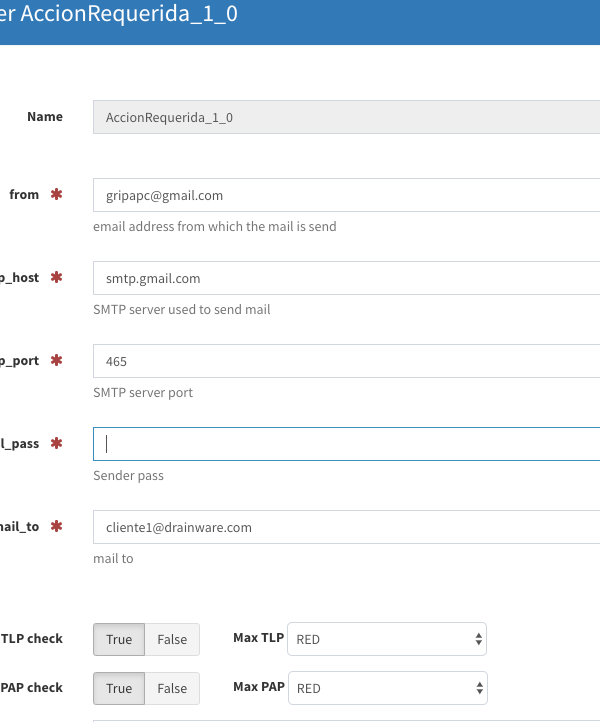 er AccionRequerida_1_0
Name AccionRequerida_1_0
from ✱ gripapc@gmail.com
email address from which the mail is send
p_host ✱ smtp.gmail.com
SMTP server used to send mail
p_port ✱ 465
SMTP server port
l_pass ✱
Sender pass
nail_to ✱ cliente1@drainware.com
mail to
TLP check True False Max TLP RED
PAP check True False Max PAP RED